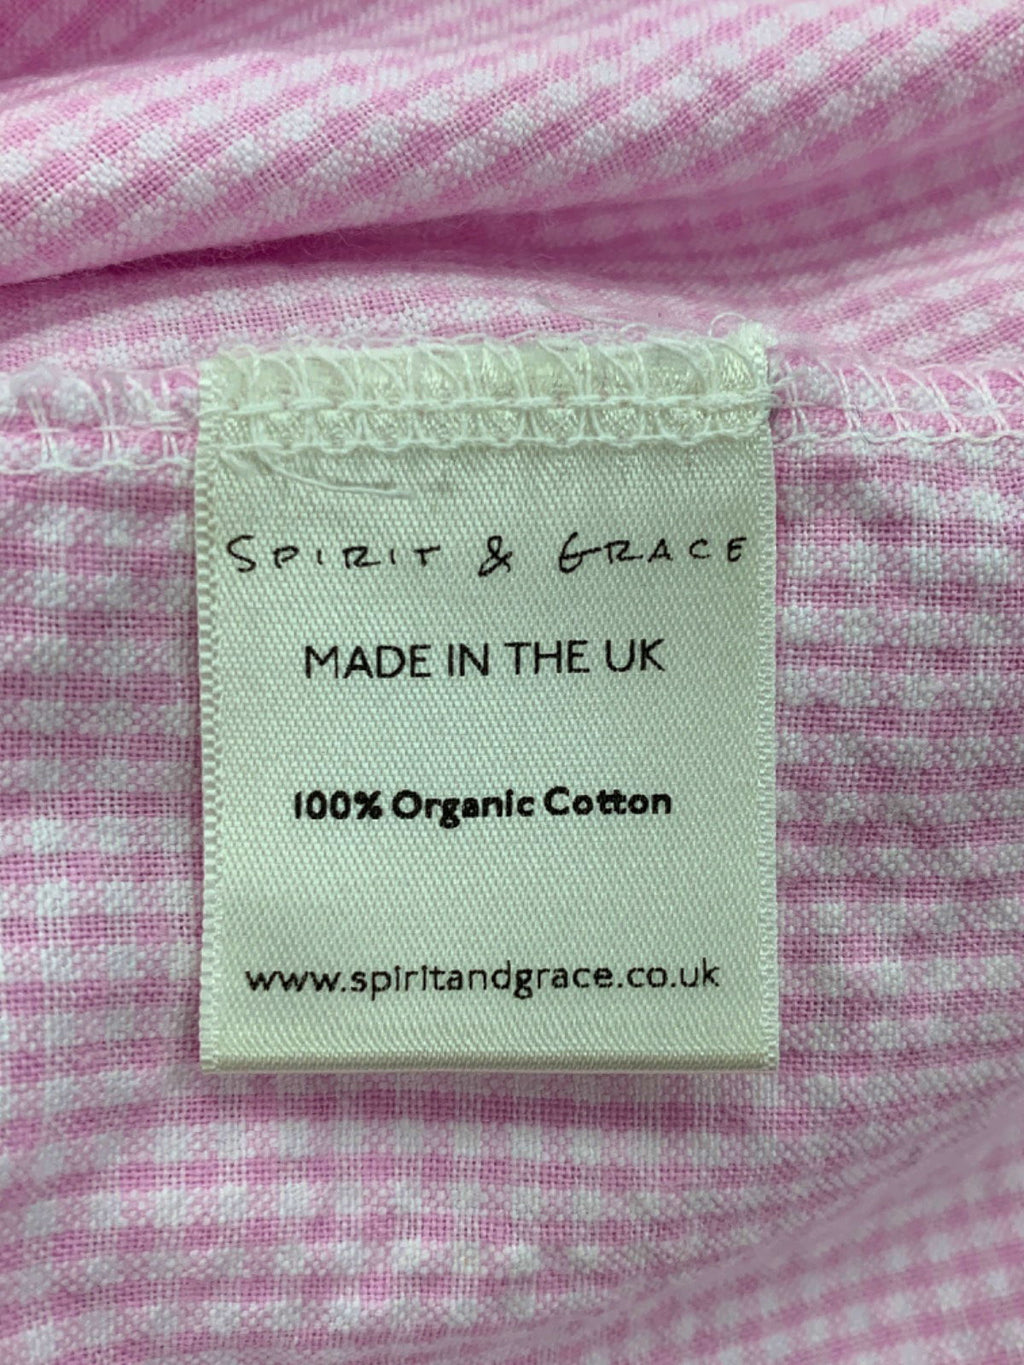 SPIRIT & GRACE
MADE IN THE UK
100% Organic Cotton
www.spiritandgrace.co.uk